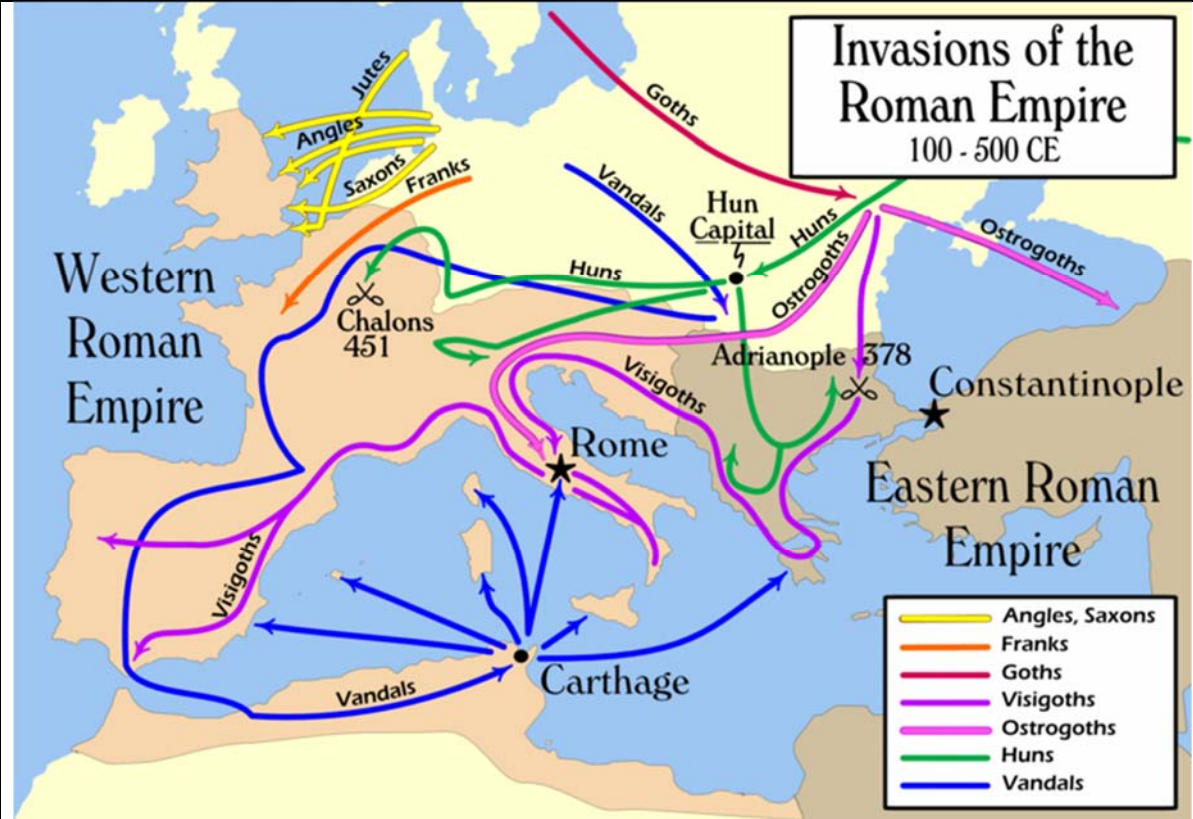 Invasions of the
Roman Empire
100 - 500 CE
Jutes
Angles
Saxons
Franks
Goths
Vandals
Hun
Capital
Huns
Ostrogoths
Ostrogoths
Huns
Western
Roman
Empire
Chalons
451
Adrianople 378
Visigoths
Constantinople
Rome
Eastern Roman
Empire
Visigoths
Carthage
Vandals
Angles, Saxons
Franks
Goths
Visigoths
Ostrogoths
Huns
Vandals